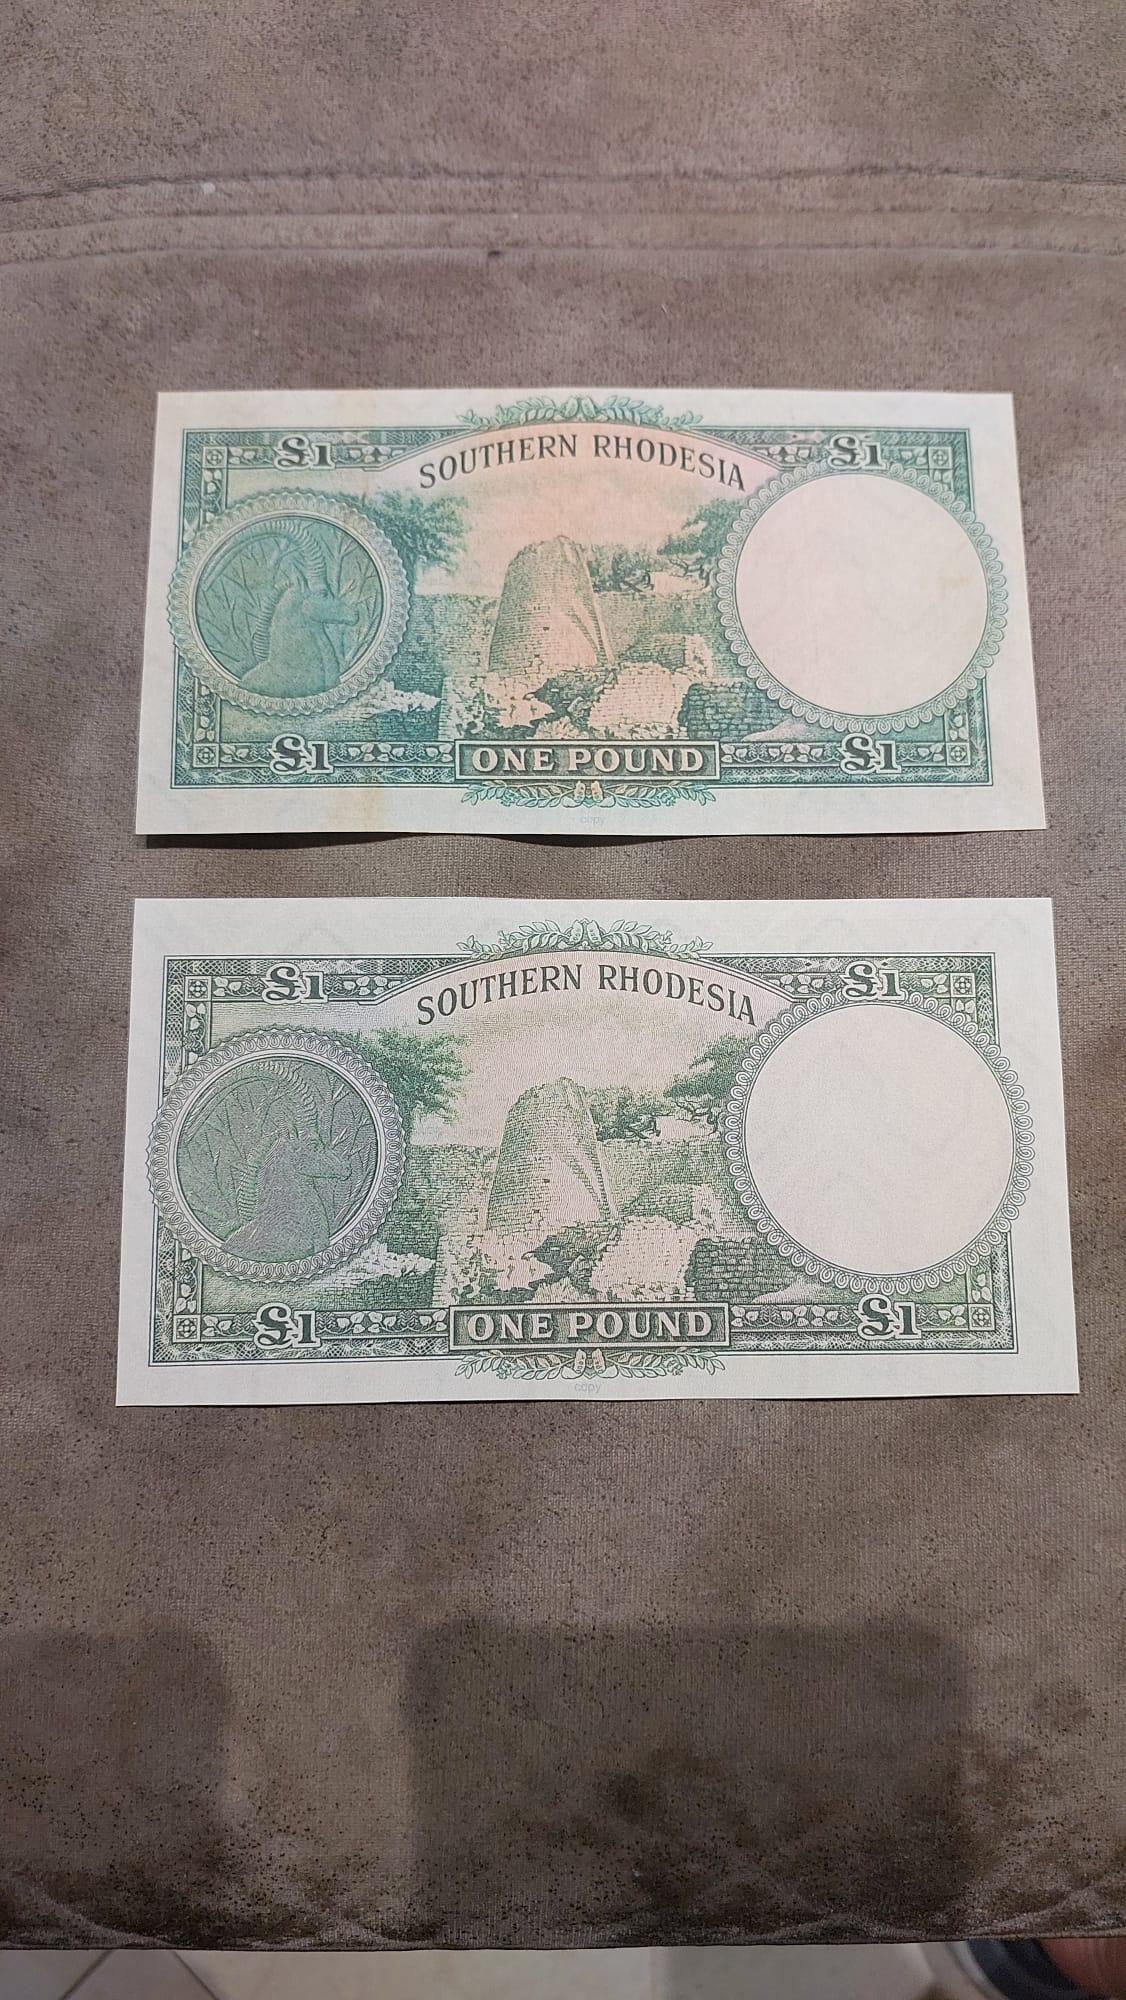 £1 £1
SOUTHERN RHODESIA
£1 ONE POUND £1
copy
£1 £1
SOUTHERN RHODESIA
£1 ONE POUND £1
copy